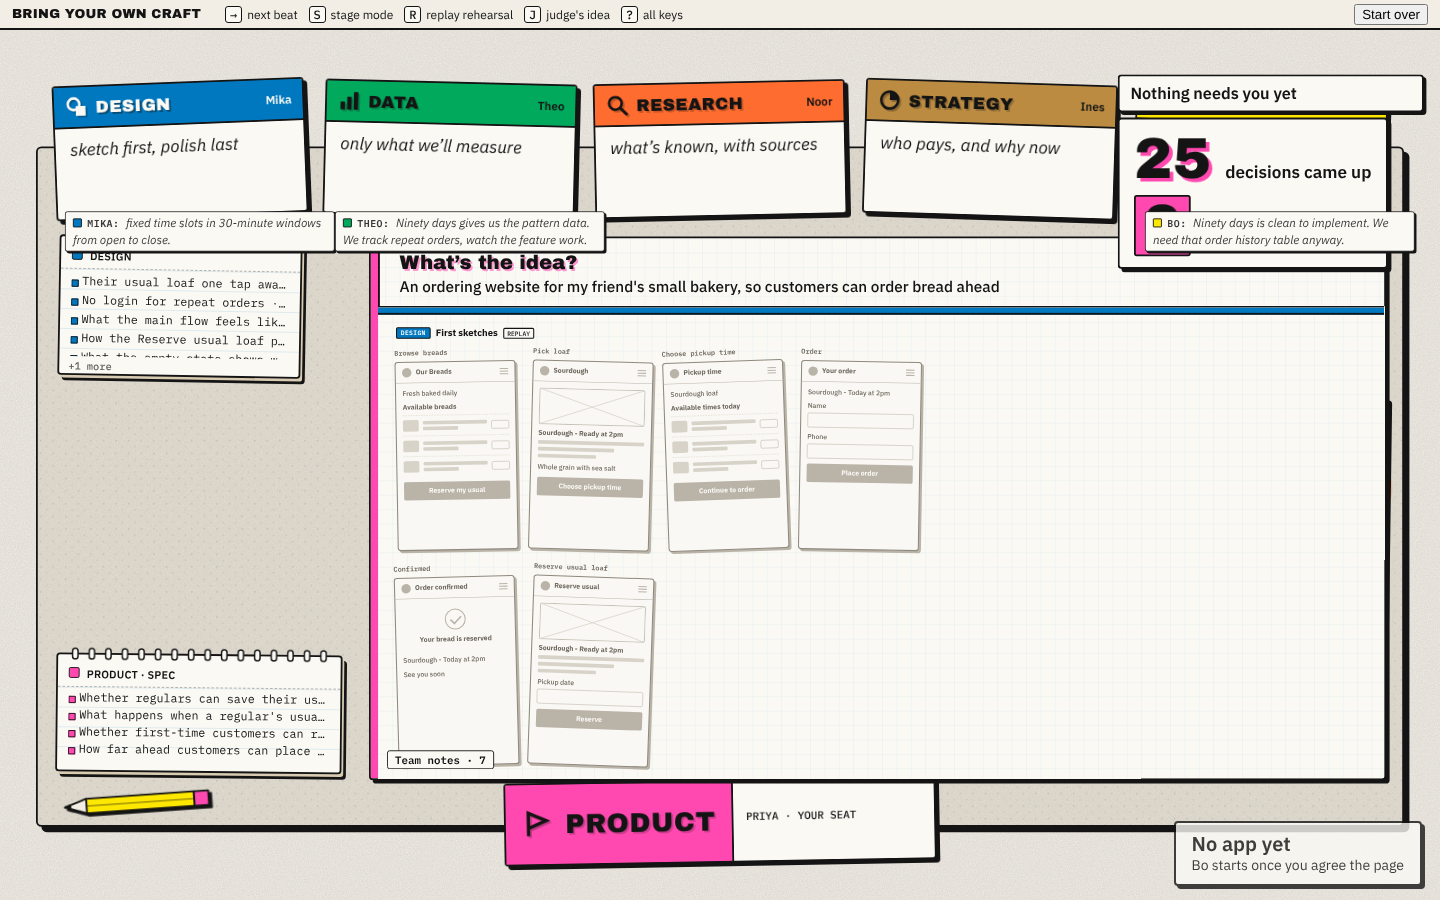 BRING YOUR OWN CRAFT
→ next beat S stage mode R replay rehearsal J judge's idea ? all keys
Start over
DESIGN Mika
sketch first, polish last
DATA Theo
only what we'll measure
RESEARCH Noor
what's known, with sources
STRATEGY Ines
who pays, and why now
Nothing needs you yet
25 decisions came up
MIKA: fixed time slots in 30-minute windows
from open to close.
THEO: Ninety days gives us the pattern data.
We track repeat orders, watch the feature work.
BO: Ninety days is clean to implement. We
need that order history table anyway.
DESIGN
Their usual loaf one tap awa…
No login for repeat orders ·…
What the main flow feels lik…
How the Reserve usual loaf p…
What the empty state shows w…
+1 more
What's the idea?
An ordering website for my friend's small bakery, so customers can order bread ahead
DESIGN First sketches REPLAY
Browse breads
Our Breads
Fresh baked daily
Available breads
Reserve my usual
Pick loaf
Sourdough
Sourdough - Ready at 2pm
Whole grain with sea salt
Choose pickup time
Choose pickup time
Pickup time
Sourdough loaf
Available times today
Continue to order
Order
Your order
Sourdough - Today at 2pm
Name
Phone
Place order
Confirmed
Order confirmed
Your bread is reserved
Sourdough - Today at 2pm
See you soon
Reserve usual loaf
Reserve usual
Sourdough - Ready at 2pm
Pickup date
Reserve
Team notes · 7
PRODUCT · SPEC
Whether regulars can save their us…
What happens when a regular's usua…
Whether first-time customers can r…
How far ahead customers can place …
PRODUCT
PRIYA · YOUR SEAT
No app yet
Bo starts once you agree the page